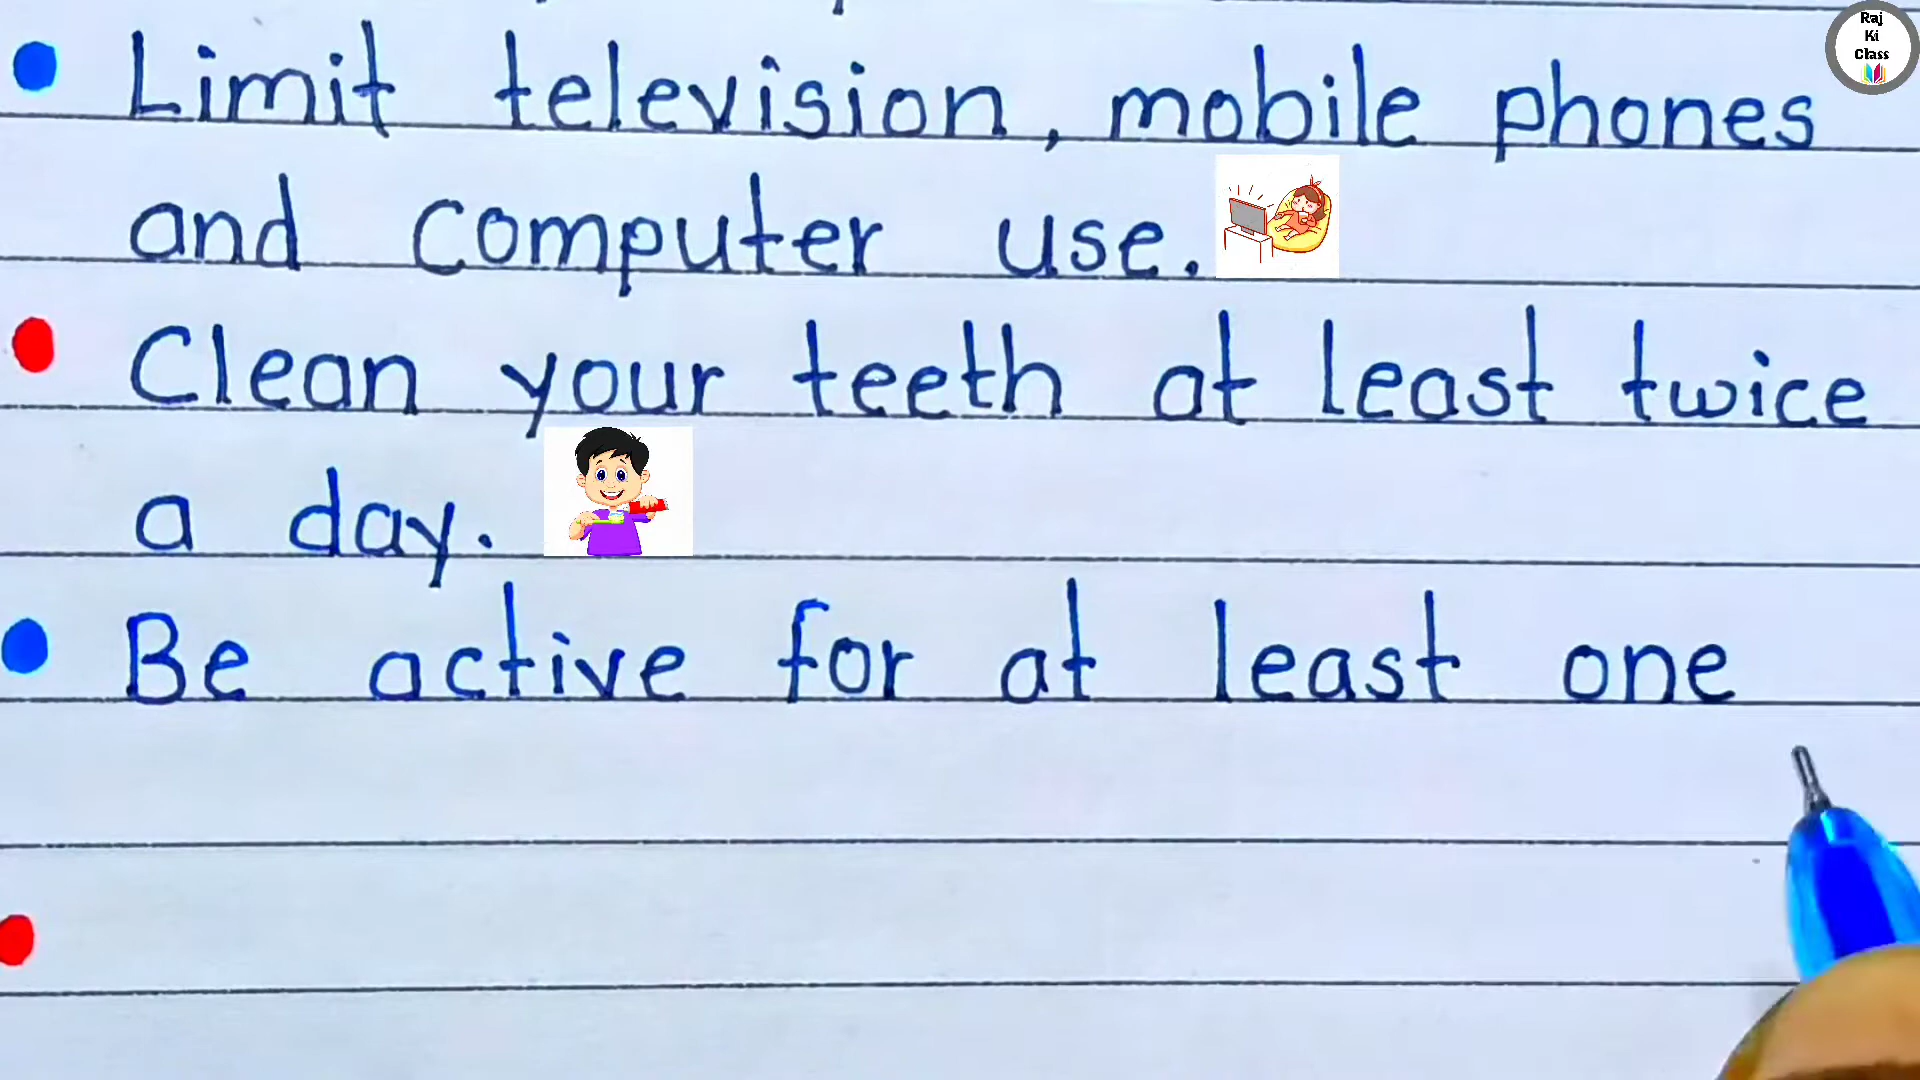 Raj
Ki
Class
Limit television, mobile phones
and computer use.
Clean your teeth at least twice
a day.
Be active for at least one